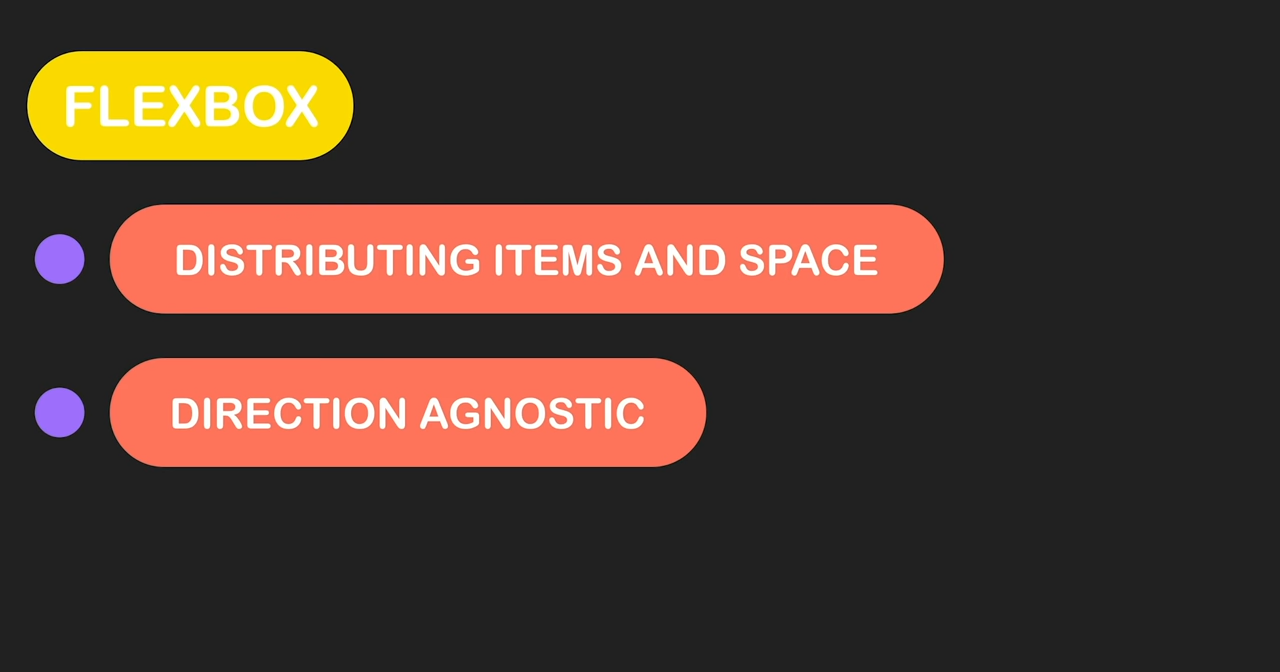 FLEXBOX
DISTRIBUTING ITEMS AND SPACE
DIRECTION AGNOSTIC